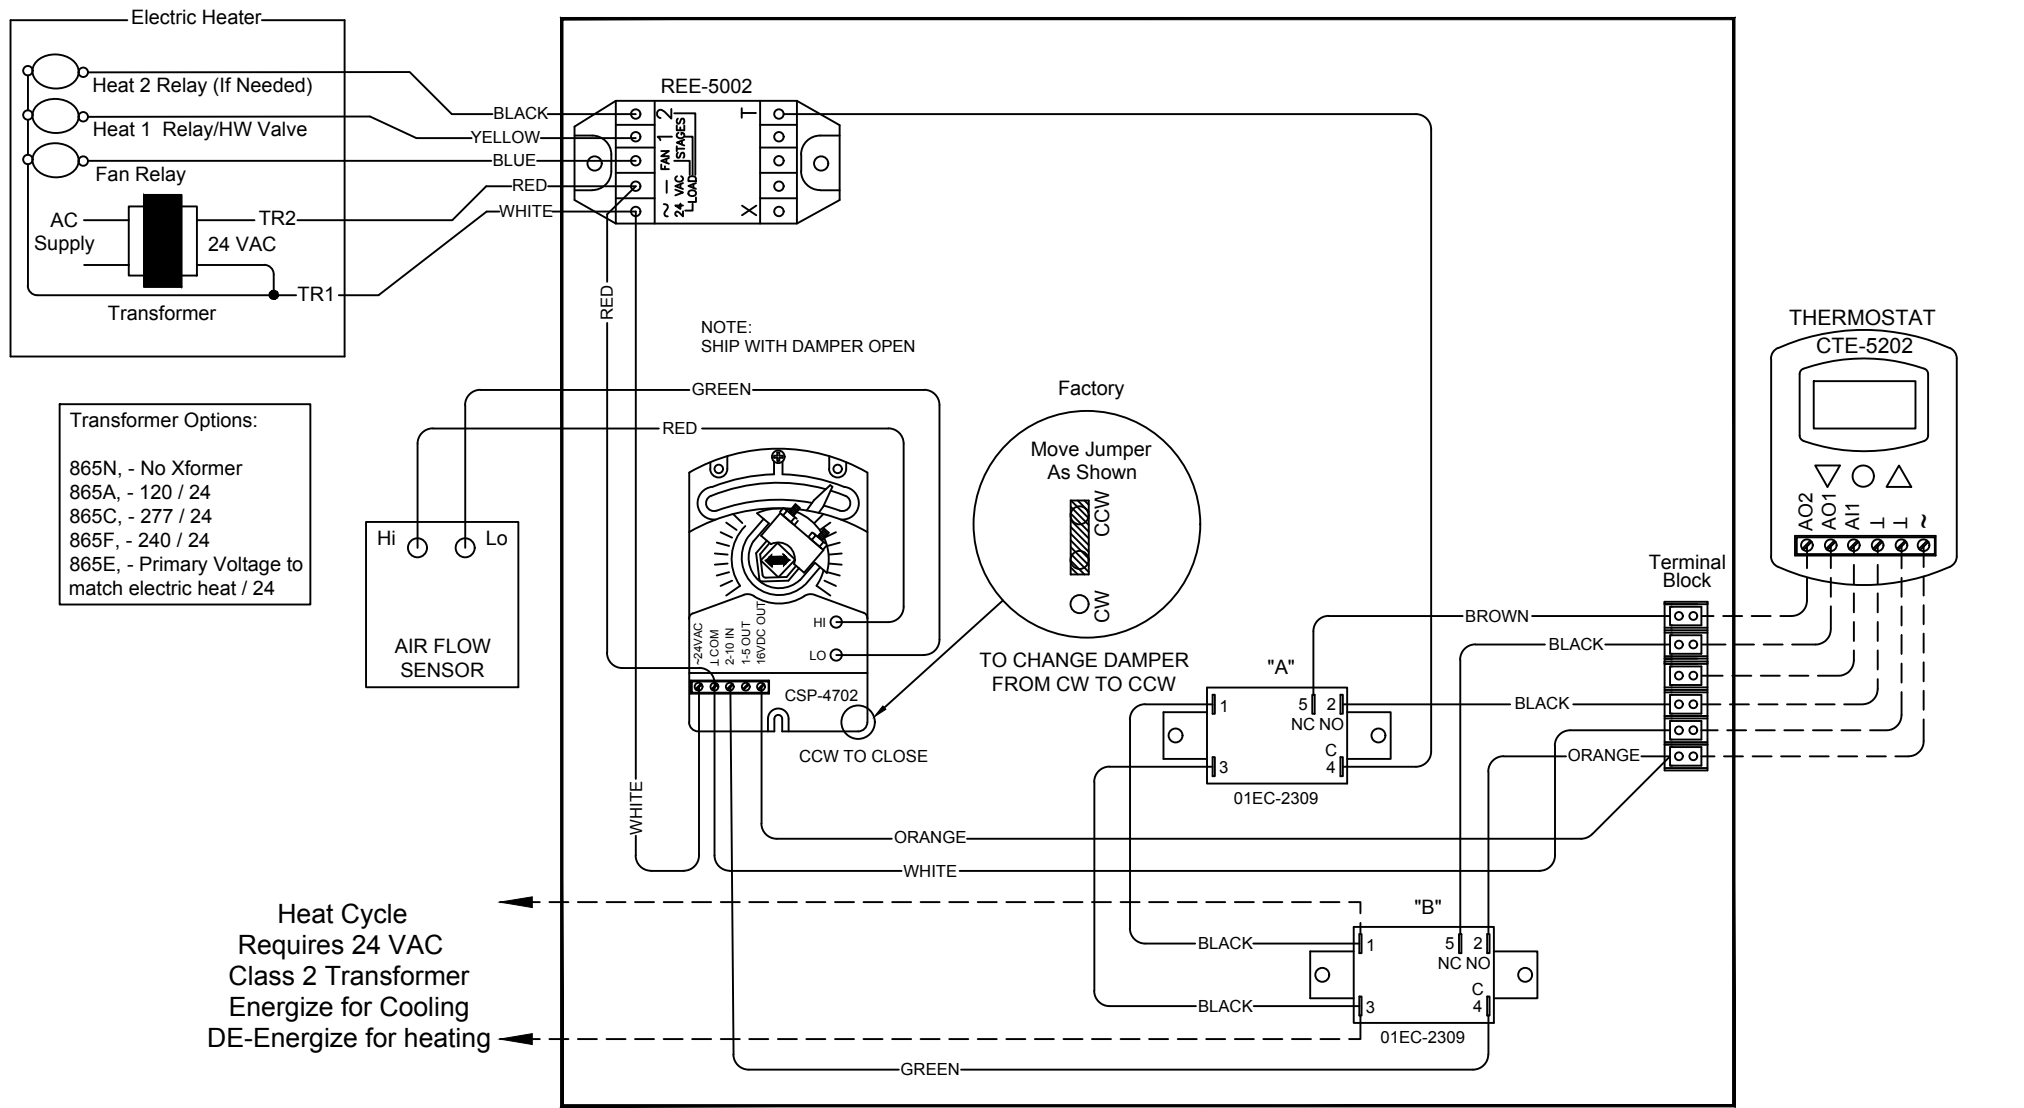 Electric Heater
Heat 2 Relay (If Needed)
Heat 1 Relay/HW Valve
Fan Relay
AC
Supply
TR2
24 VAC
TR1
Transformer
BLACK
YELLOW
BLUE
RED
WHITE
REE-5002
2
1
STAGES
FAN
24 VAC
~
LOAD
T
X
RED
NOTE:
SHIP WITH DAMPER OPEN
GREEN
RED
Transformer Options:
865N, - No Xformer
865A, - 120 / 24
865C, - 277 / 24
865F, - 240 / 24
865E, - Primary Voltage to
match electric heat / 24
Hi
Lo
AIR FLOW
SENSOR
~24VAC
⊥ COM
2-10 IN
1-5 OUT
16VDC OUT
HI
LO
CSP-4702
CCW TO CLOSE
Factory
Move Jumper
As Shown
CCW
CW
TO CHANGE DAMPER
FROM CW TO CCW
THERMOSTAT
CTE-5202
AO2
AO1
AI1
⊥
⊥
~
Terminal
Block
BROWN
BLACK
BLACK
ORANGE
"A"
1
5
2
NC NO
C
3
4
01EC-2309
WHITE
ORANGE
WHITE
"B"
BLACK
1
5
2
NC NO
C
BLACK
3
4
01EC-2309
GREEN
Heat Cycle
Requires 24 VAC
Class 2 Transformer
Energize for Cooling
DE-Energize for heating